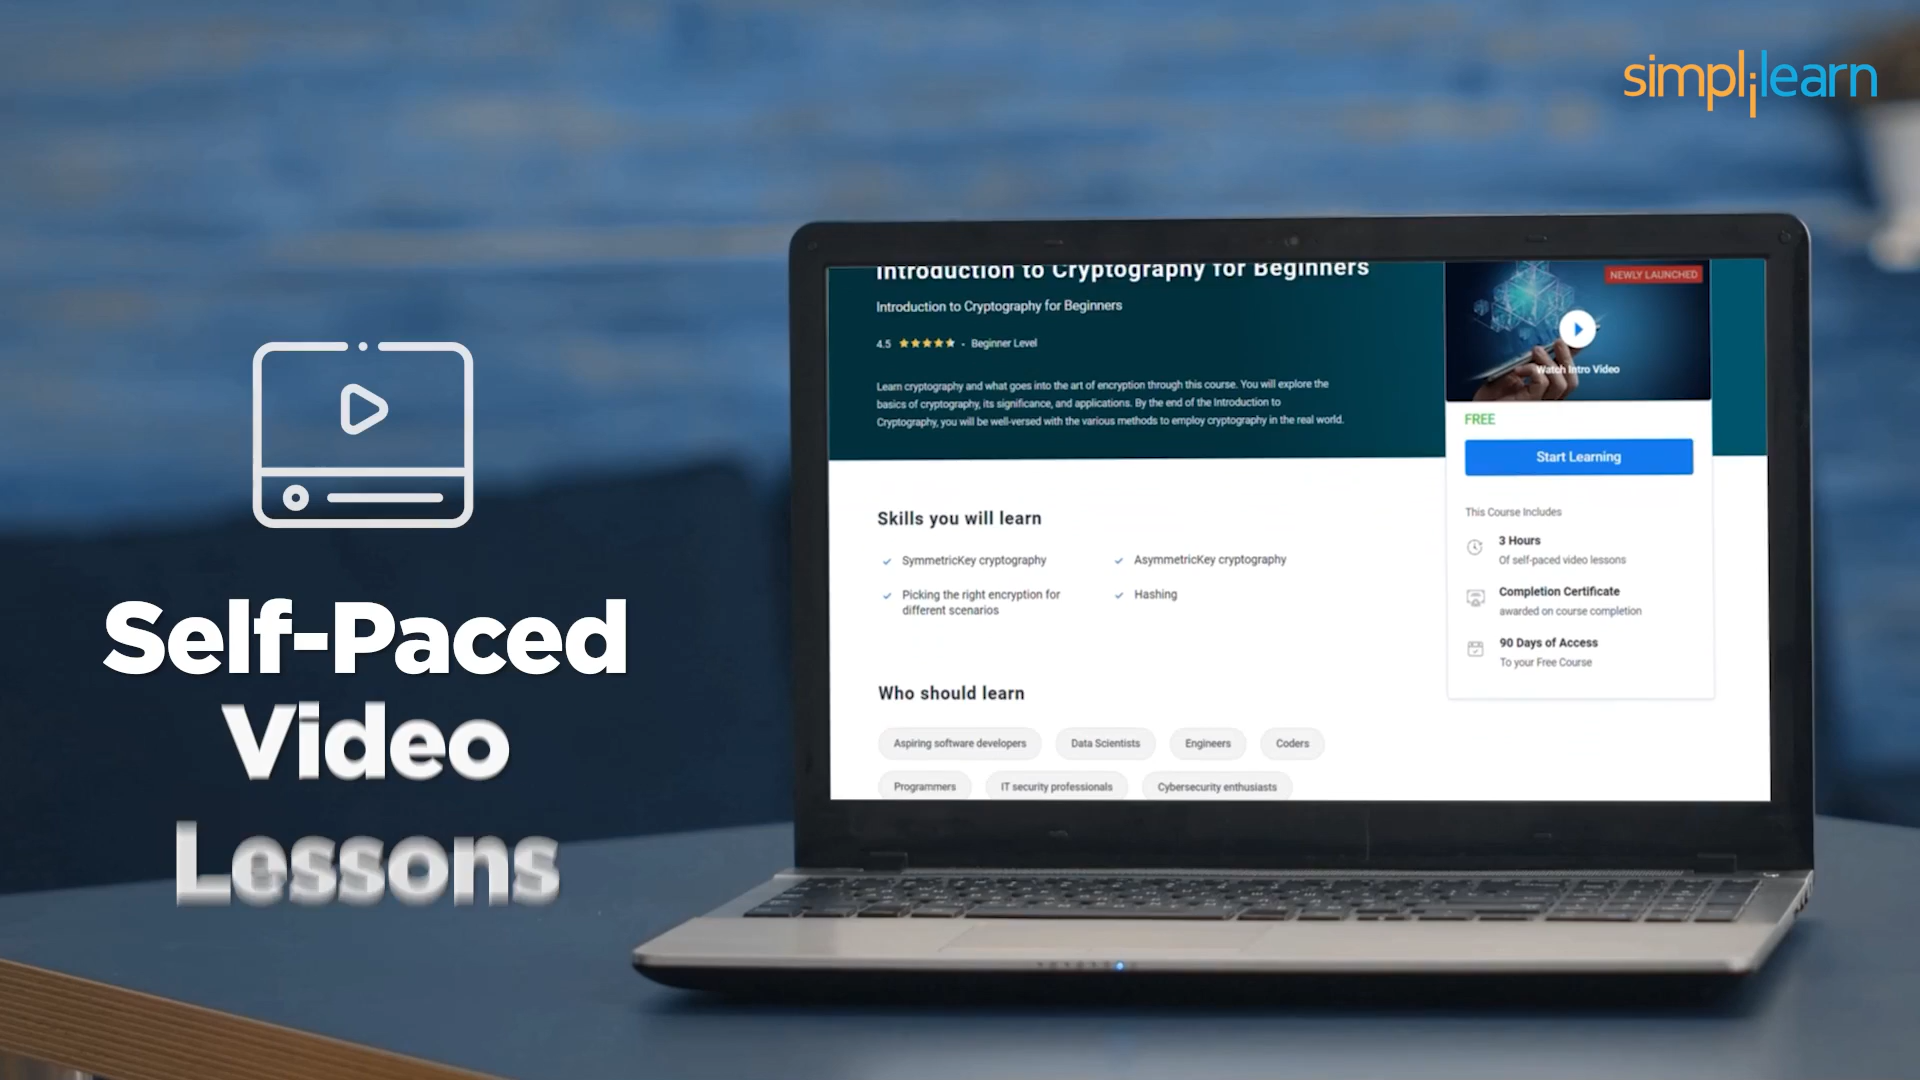 simplilearn
Self-Paced
Video
Lessons
Introduction to Cryptography for Beginners
Introduction to Cryptography for Beginners
4.5 ★★★★★ - Beginner Level
Learn cryptography and what goes into the art of encryption through this course. You will explore the
basics of cryptography, its significance, and applications. By the end of the Introduction to
Cryptography, you will be well-versed with the various methods to employ cryptography in the real world.
NEWLY LAUNCHED
Watch Intro Video
FREE
Start Learning
This Course Includes
3 Hours
Of self-paced video lessons
Completion Certificate
awarded on course completion
90 Days of Access
To your Free Course
Skills you will learn
SymmetricKey cryptography
AsymmetricKey cryptography
Picking the right encryption for
different scenarios
Hashing
Who should learn
Aspiring software developers
Data Scientists
Engineers
Coders
Programmers
IT security professionals
Cybersecurity enthusiasts